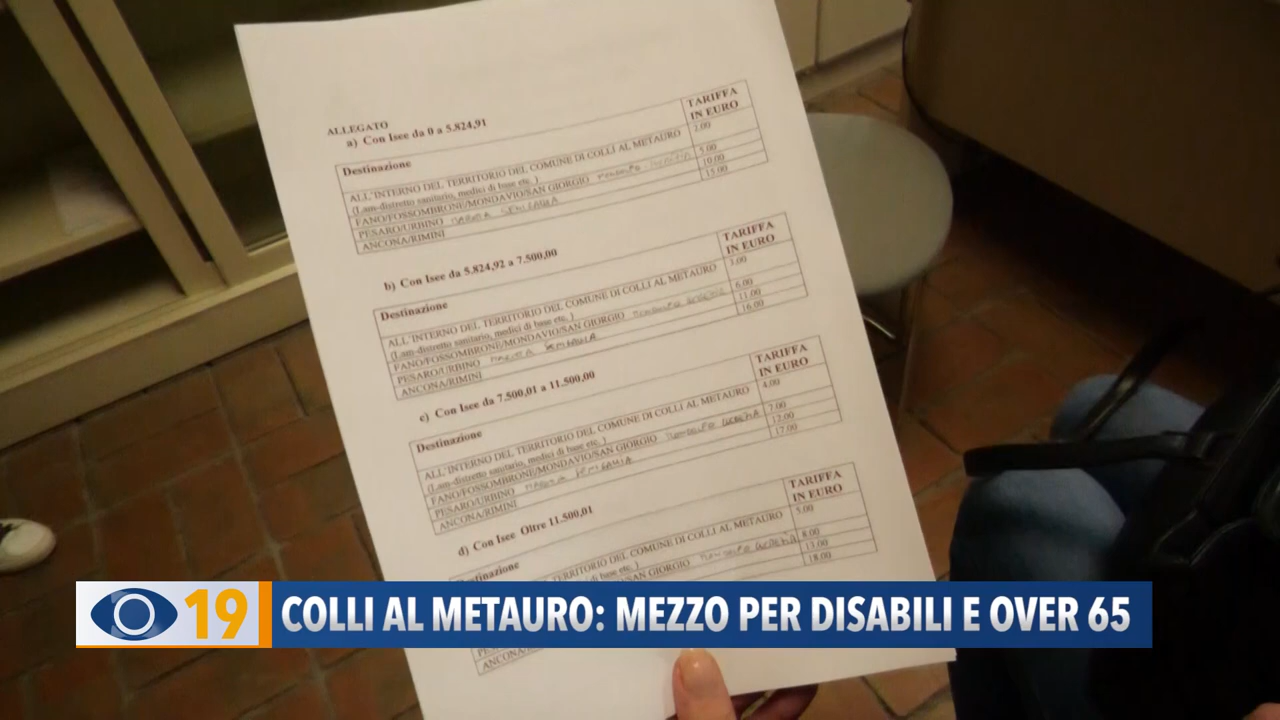 ALLEGATO
a) Con Isee da 0 a 5.824,91
Destinazione TARIFFA IN EURO
ALL'INTERNO DEL TERRITORIO DEL COMUNE DI COLLI AL METAURO 2.00
(Lam-distretto sanitario, medici di base etc.)
FANO/FOSSOMBRONE/MONDAVIO/SAN GIORGIO 5.00
PESARO/URBINO 10.00
ANCONA/RIMINI 15.00
b) Con Isee da 5.824,92 a 7.500,00
Destinazione TARIFFA IN EURO
ALL'INTERNO DEL TERRITORIO DEL COMUNE DI COLLI AL METAURO 3.00
(Lam-distretto sanitario, medici di base etc.)
FANO/FOSSOMBRONE/MONDAVIO/SAN GIORGIO 6.00
PESARO/URBINO 11.00
ANCONA/RIMINI 16.00
c) Con Isee da 7.500,01 a 11.500,00
Destinazione TARIFFA IN EURO
ALL'INTERNO DEL TERRITORIO DEL COMUNE DI COLLI AL METAURO 4.00
(Lam-distretto sanitario, medici di base etc.)
FANO/FOSSOMBRONE/MONDAVIO/SAN GIORGIO 7.00
PESARO/URBINO 12.00
ANCONA/RIMINI 17.00
d) Con Isee Oltre 11.500,01
Destinazione TARIFFA IN EURO
TERRITORIO DEL COMUNE DI COLLI AL METAURO 5.00
di base etc.)
SAN GIORGIO 8.00
13.00
18.00
ANCONA
19 COLLI AL METAURO: MEZZO PER DISABILI E OVER 65